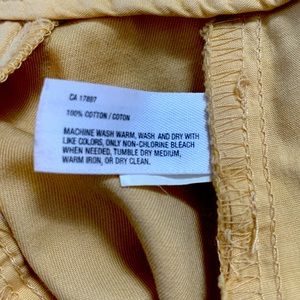 CA 17897
100% COTTON / COTON
MACHINE WASH WARM, WASH AND DRY WITH
LIKE COLORS, ONLY NON-CHLORINE BLEACH
WHEN NEEDED, TUMBLE DRY MEDIUM,
WARM IRON, OR DRY CLEAN.